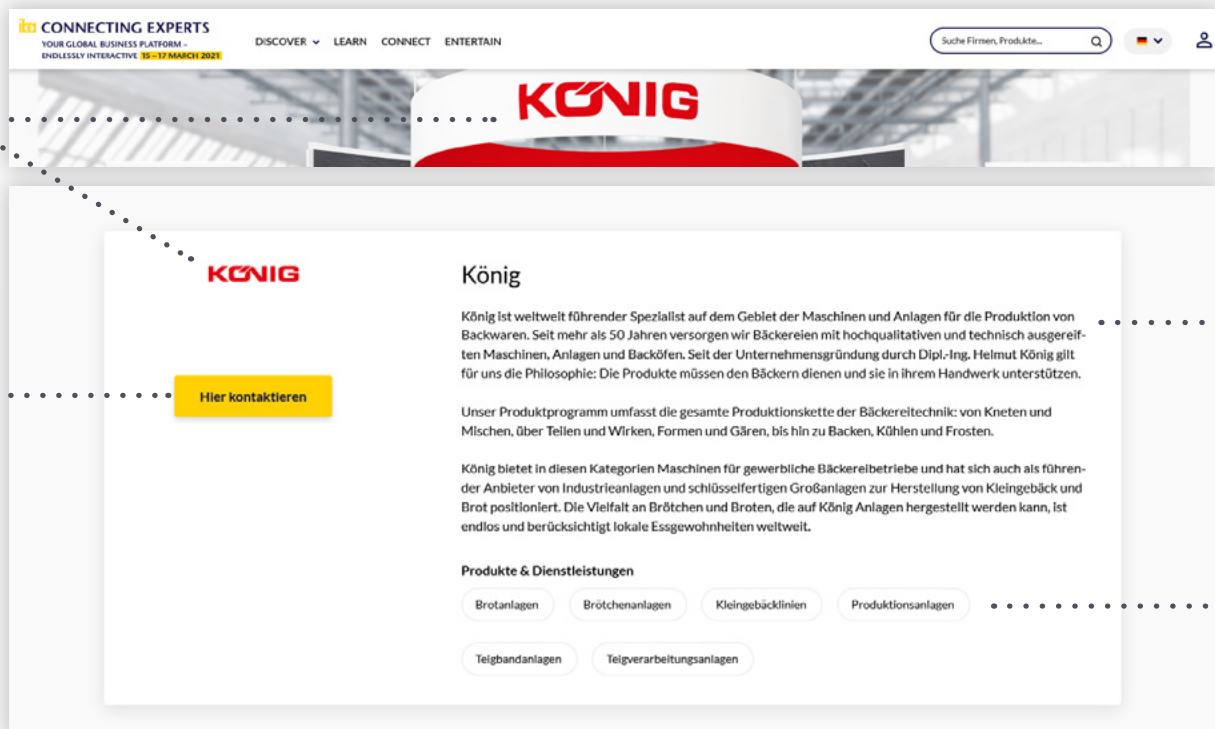 iba CONNECTING EXPERTS
YOUR GLOBAL BUSINESS PLATFORM –
ENDLESSLY INTERACTIVE 15 – 17 MARCH 2021
DISCOVER LEARN CONNECT ENTERTAIN
Suche Firmen, Produkte...
KÖNIG
KÖNIG
König
König ist weltweit führender Spezialist auf dem Gebiet der Maschinen und Anlagen für die Produktion von
Backwaren. Seit mehr als 50 Jahren versorgen wir Bäckereien mit hochqualitativen und technisch ausgereif-
ten Maschinen, Anlagen und Backöfen. Seit der Unternehmensgründung durch Dipl.-Ing. Helmut König gilt
für uns die Philosophie: Die Produkte müssen den Bäckern dienen und sie in ihrem Handwerk unterstützen.
Hier kontaktieren
Unser Produktprogramm umfasst die gesamte Produktionskette der Bäckereitechnik: von Kneten und
Mischen, über Teilen und Wirken, Formen und Gären, bis hin zu Backen, Kühlen und Frosten.
König bietet in diesen Kategorien Maschinen für gewerbliche Bäckereibetriebe und hat sich auch als führen-
der Anbieter von Industrieanlagen und schlüsselfertigen Großanlagen zur Herstellung von Kleingebäck und
Brot positioniert. Die Vielfalt an Brötchen und Broten, die auf König Anlagen hergestellt werden kann, ist
endlos und berücksichtigt lokale Essgewohnheiten weltweit.
Produkte & Dienstleistungen
Brotanlagen Brötchenanlagen Kleingebäcklinien Produktionsanlagen
Teigbandanlagen Teigverarbeitungsanlagen